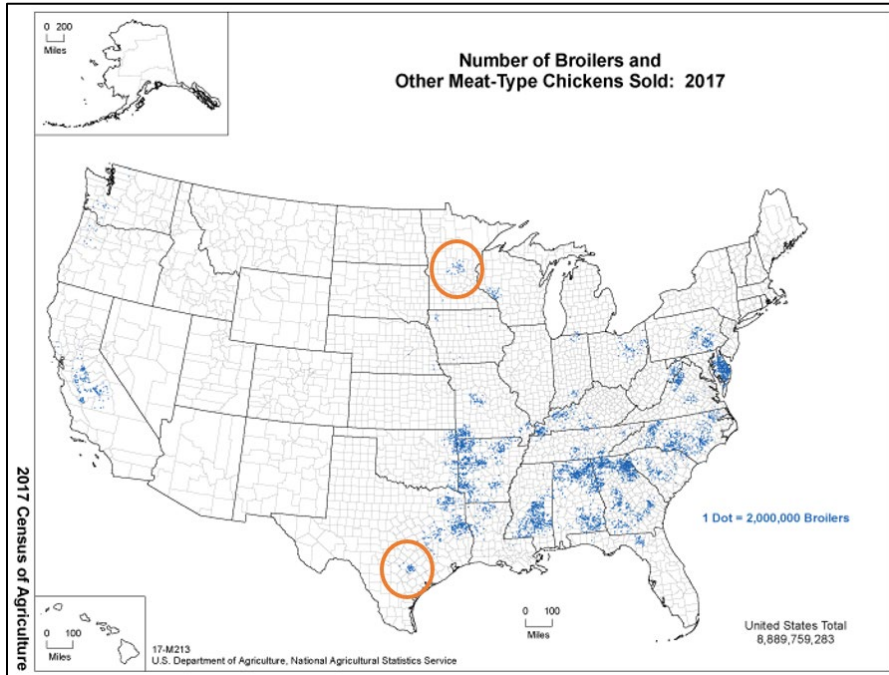 0 200
Miles
Number of Broilers and
Other Meat-Type Chickens Sold: 2017
2017 Census of Agriculture
1 Dot = 2,000,000 Broilers
0 100
Miles
0 100
Miles
United States Total
8,889,759,283
17-M213
U.S. Department of Agriculture, National Agricultural Statistics Service